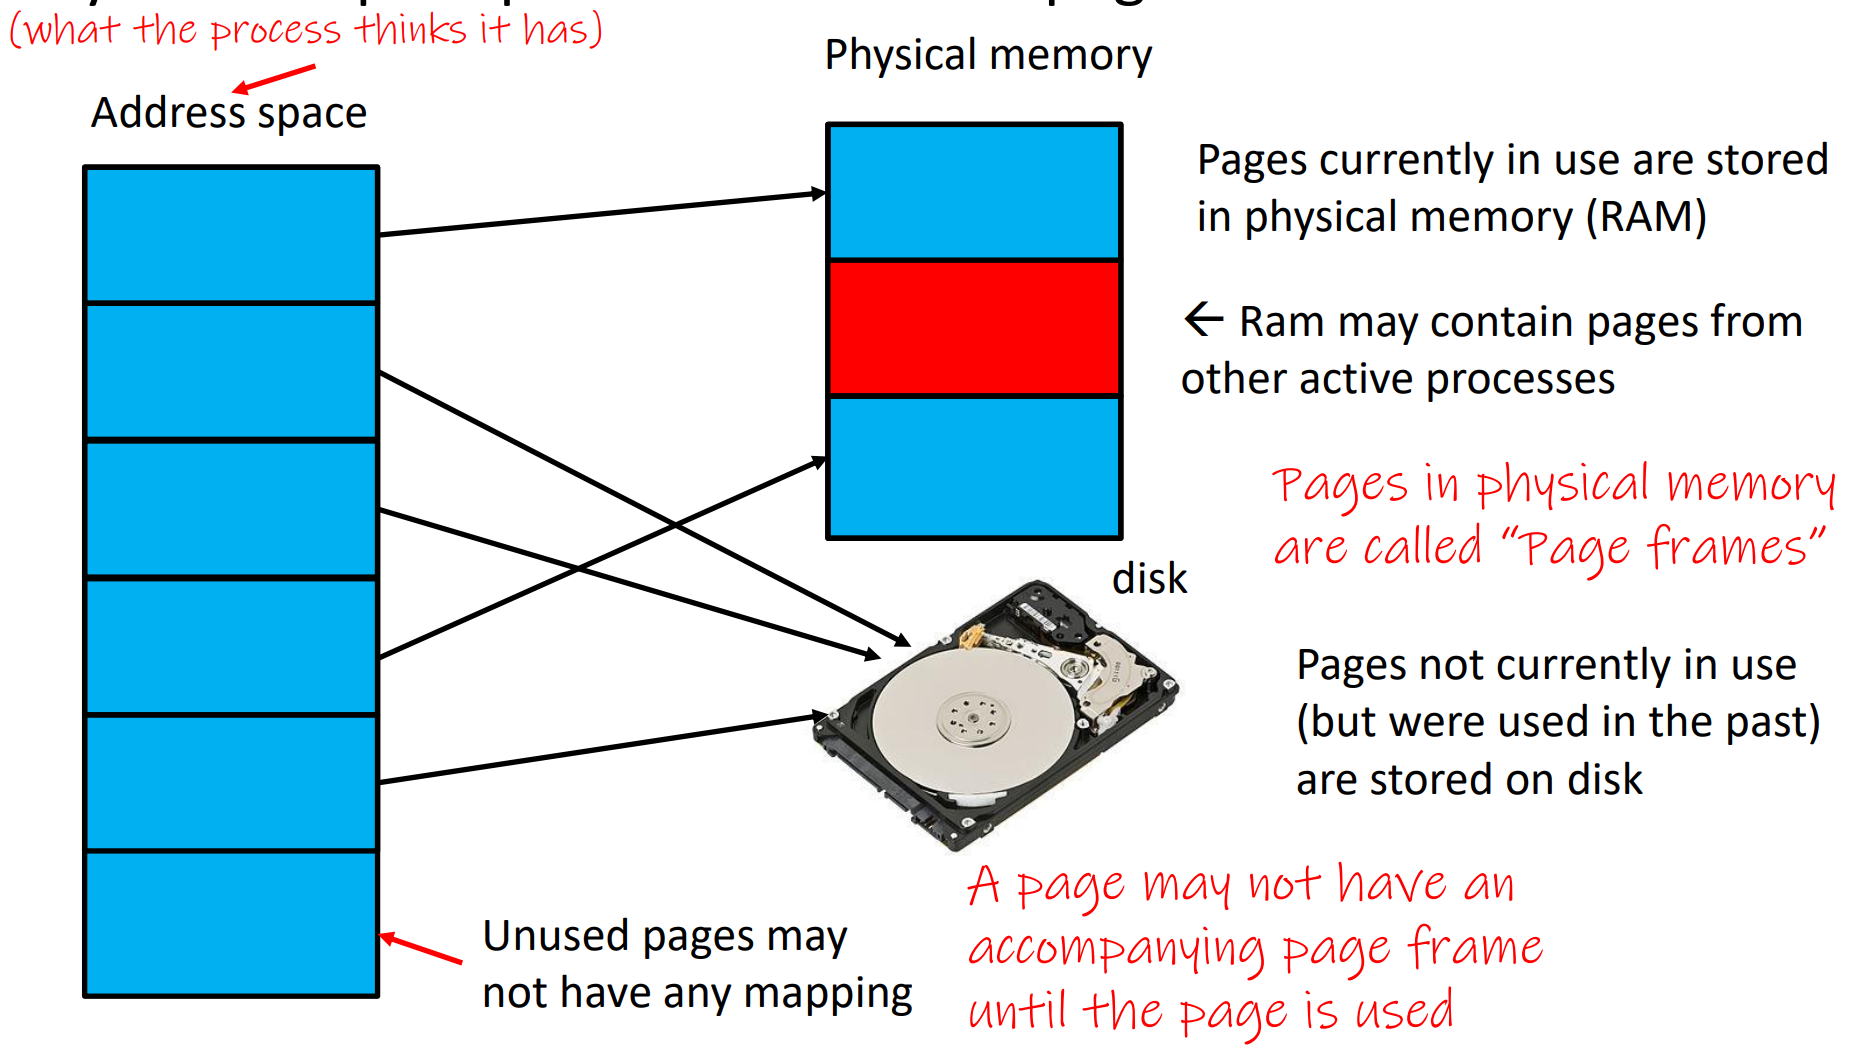 (what the process thinks it has)
Address space
Physical memory
Pages currently in use are stored
in physical memory (RAM)
← Ram may contain pages from
other active processes
Pages in physical memory
are called “Page frames”
disk
Pages not currently in use
(but were used in the past)
are stored on disk
Unused pages may
not have any mapping
A page may not have an
accompanying page frame
until the page is used